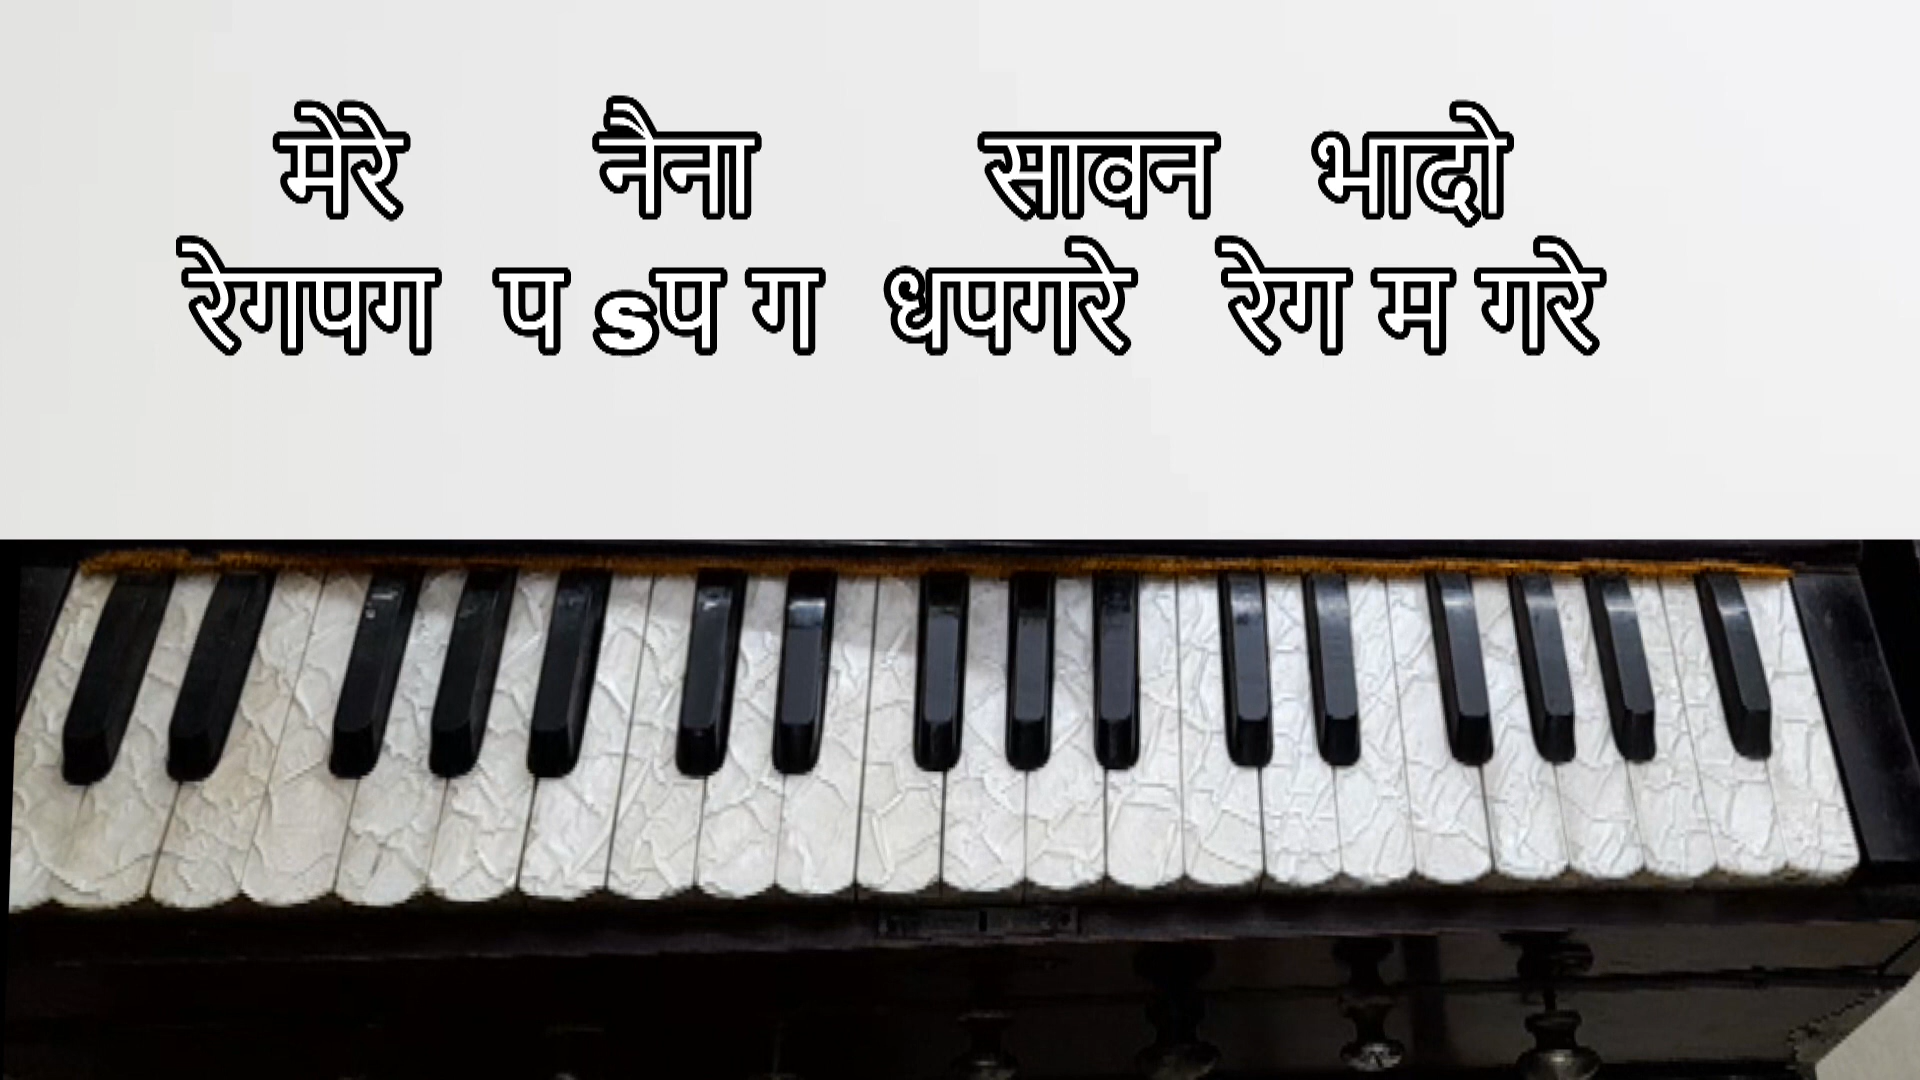 मेरे नैना सावन भादो
रेगपग प sप ग धपगरे रेग म गरे